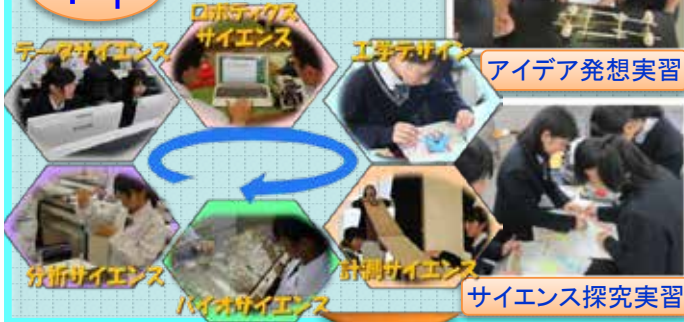 ロボティクス
サイエンス
データサイエンス
工学デザイン
アイデア発想実習
分析サイエンス
バイオサイエンス
計測サイエンス
サイエンス探究実習